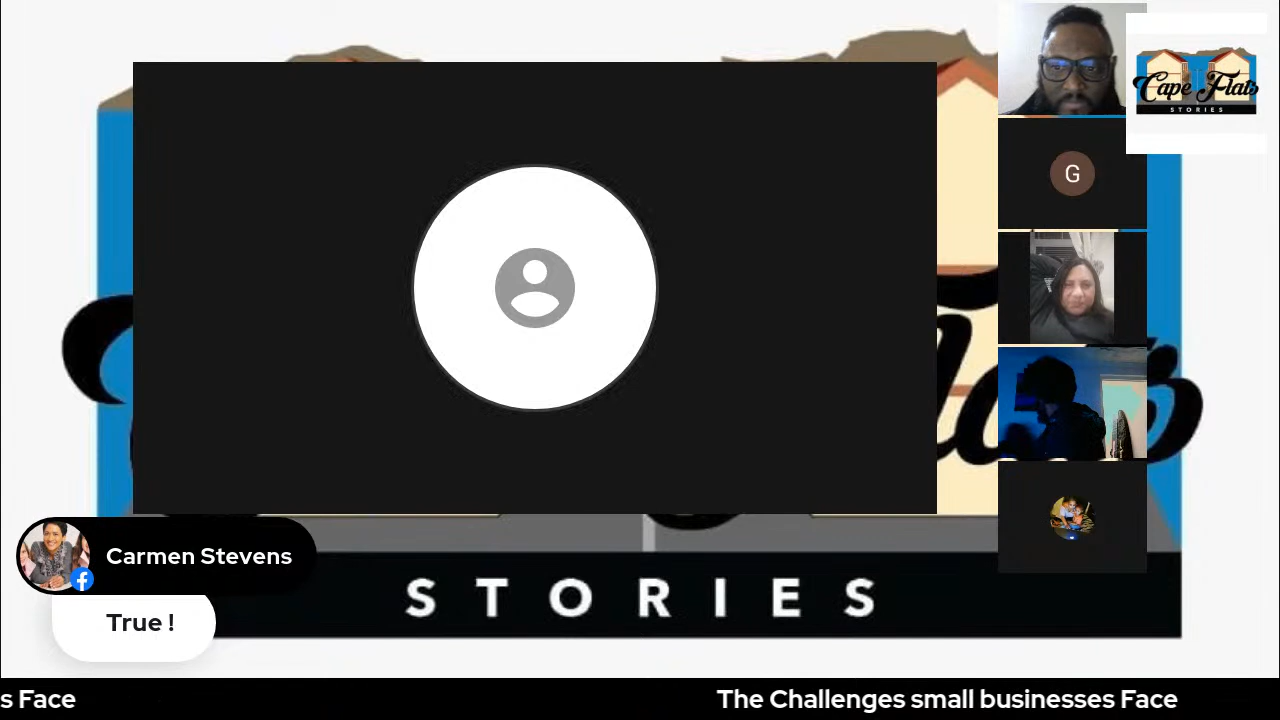 Cape Flats
STORIES
G
STORIES
Carmen Stevens
True !
s Face
The Challenges small businesses Face